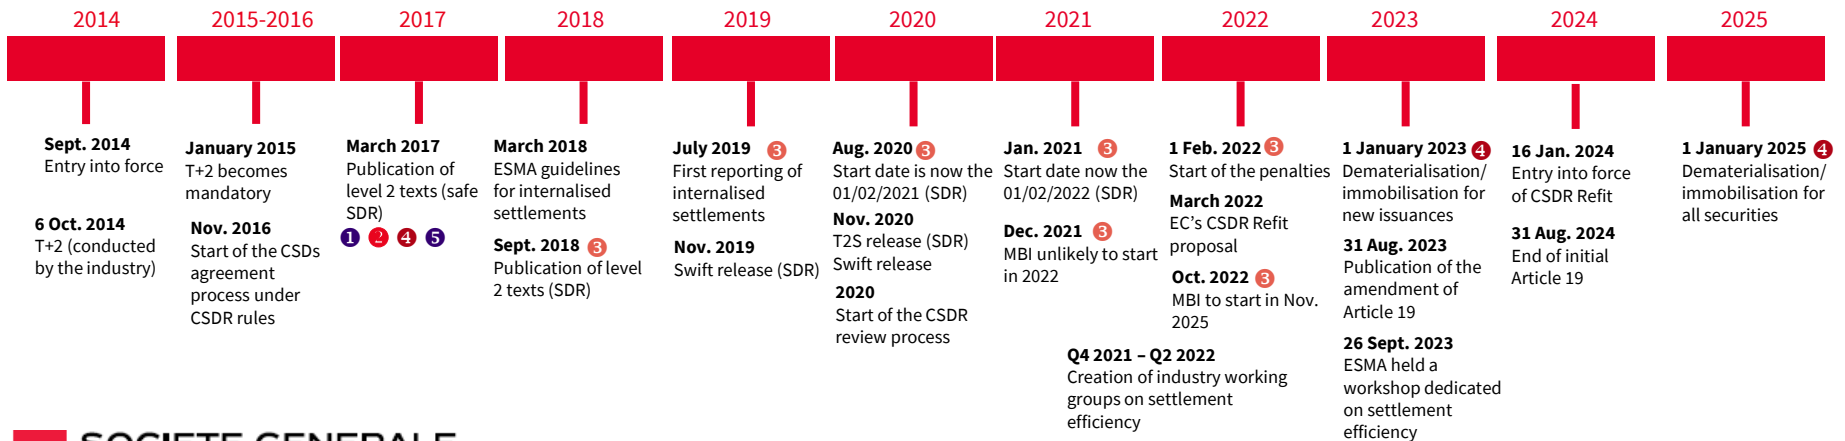 2014
2015-2016
2017
2018
2019
2020
2021
2022
2023
2024
2025
Sept. 2014
Entry into force
6 Oct. 2014
T+2 (conducted
by the industry)
January 2015
T+2 becomes
mandatory
Nov. 2016
Start of the CSDs
agreement
process under
CSDR rules
March 2017
Publication of
level 2 texts (safe
SDR)
1 2 4 5
March 2018
ESMA guidelines
for internalised
settlements
Sept. 2018 3
Publication of level
2 texts (SDR)
July 2019 3
First reporting of
internalised
settlements
Nov. 2019
Swift release (SDR)
Aug. 2020 3
Start date is now the
01/02/2021 (SDR)
Nov. 2020
T2S release (SDR)
Swift release
2020
Start of the CSDR
review process
Jan. 2021 3
Start date now the
01/02/2022 (SDR)
Dec. 2021 3
MBI unlikely to start
in 2022
Q4 2021 – Q2 2022
Creation of industry working
groups on settlement
efficiency
1 Feb. 2022 3
Start of the penalties
March 2022
EC's CSDR Refit
proposal
Oct. 2022 3
MBI to start in Nov.
2025
1 January 2023 4
Dematerialisation/
immobilisation for
new issuances
31 Aug. 2023
Publication of the
amendment of
Article 19
26 Sept. 2023
ESMA held a
workshop dedicated
on settlement
efficiency
16 Jan. 2024
Entry into force
of CSDR Refit
31 Aug. 2024
End of initial
Article 19
1 January 2025 4
Dematerialisation/
immobilisation for
all securities
SOCIETE GENERALE